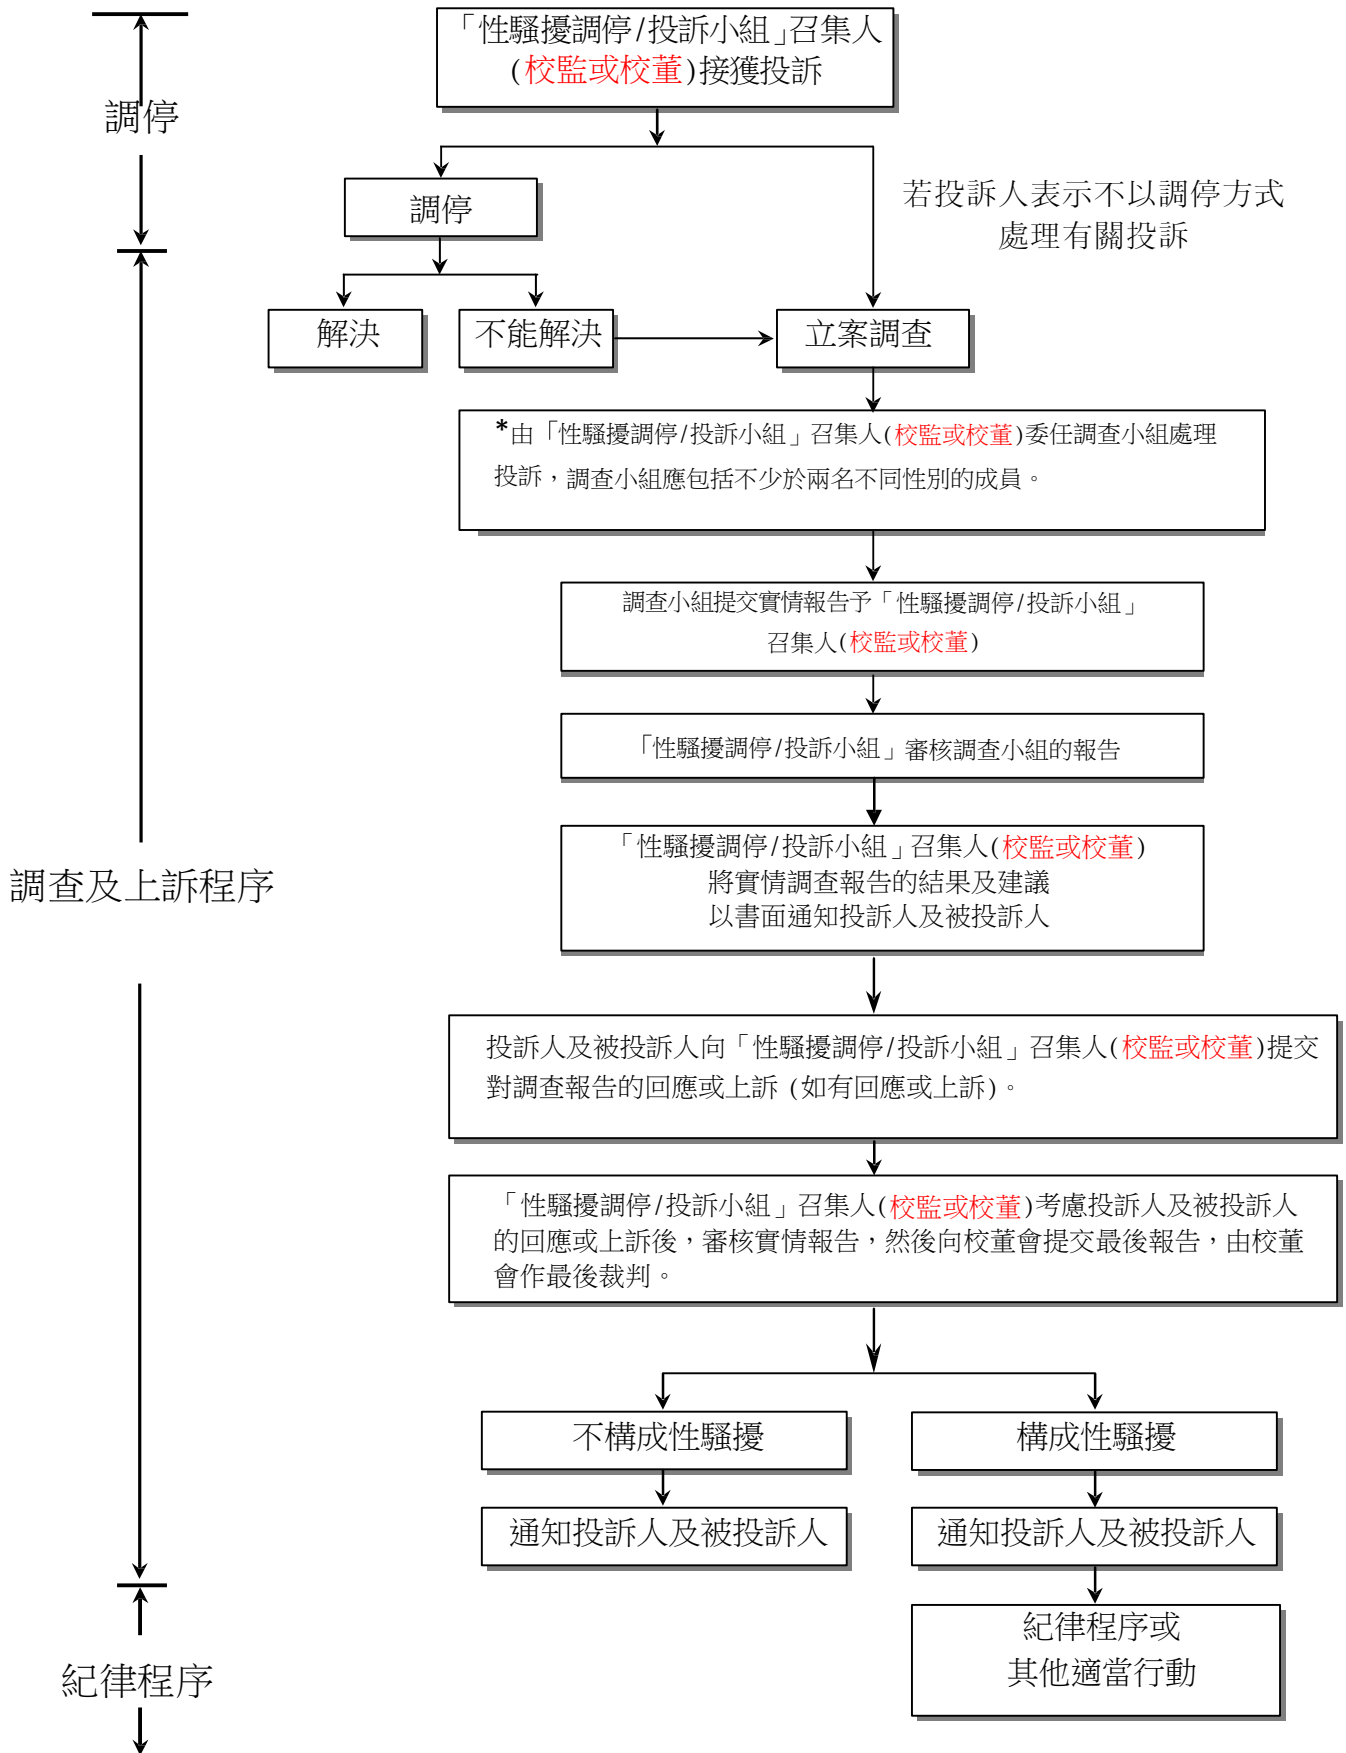 「性騷擾調停/投訴小組」召集人
(校監或校董)接獲投訴
調停
調停
若投訴人表示不以調停方式
處理有關投訴
解決
不能解決
立案調查
*由「性騷擾調停/投訴小組」召集人(校監或校董)委任調查小組處理
投訴，調查小組應包括不少於兩名不同性別的成員。
調查小組提交實情報告予「性騷擾調停/投訴小組」
召集人(校監或校董)
「性騷擾調停/投訴小組」審核調查小組的報告
「性騷擾調停/投訴小組」召集人(校監或校董)
將實情調查報告的結果及建議
以書面通知投訴人及被投訴人
調查及上訴程序
投訴人及被投訴人向「性騷擾調停/投訴小組」召集人(校監或校董)提交
對調查報告的回應或上訴 (如有回應或上訴)。
「性騷擾調停/投訴小組」召集人(校監或校董)考慮投訴人及被投訴人
的回應或上訴後，審核實情報告，然後向校董會提交最後報告，由校董
會作最後裁判。
不構成性騷擾
構成性騷擾
通知投訴人及被投訴人
通知投訴人及被投訴人
紀律程序或
其他適當行動
紀律程序